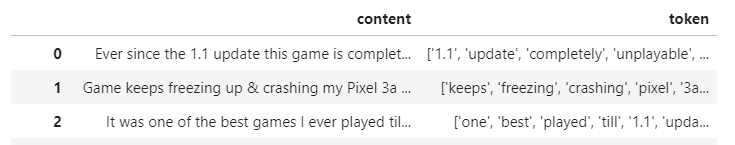 content token
0 Ever since the 1.1 update this game is complet... ['1.1', 'update', 'completely', 'unplayable', ...
1 Game keeps freezing up & crashing my Pixel 3a ... ['keeps', 'freezing', 'crashing', 'pixel', '3a...
2 It was one of the best games I ever played til... ['one', 'best', 'played', 'till', '1.1', 'upda...